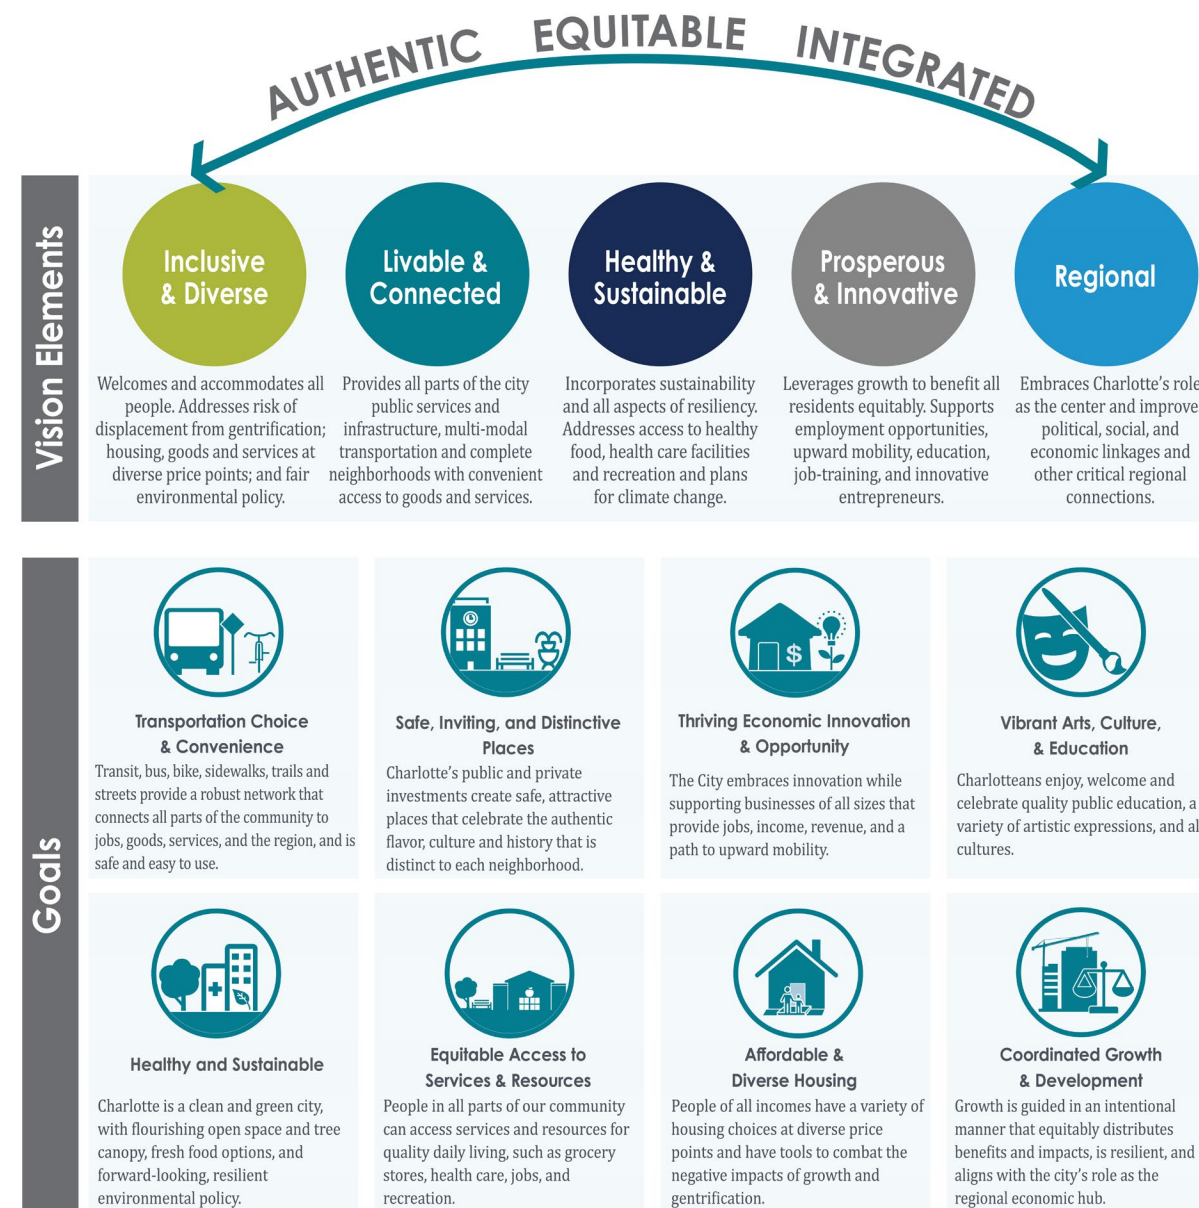 AUTHENTIC EQUITABLE INTEGRATED
Vision Elements
Inclusive
& Diverse
Welcomes and accommodates all
people. Addresses risk of
displacement from gentrification;
housing, goods and services at
diverse price points; and fair
environmental policy.
Livable &
Connected
Provides all parts of the city
public services and
infrastructure, multi-modal
transportation and complete
neighborhoods with convenient
access to goods and services.
Healthy &
Sustainable
Incorporates sustainability
and all aspects of resiliency.
Addresses access to healthy
food, health care facilities
and recreation and plans
for climate change.
Prosperous
& Innovative
Leverages growth to benefit all
residents equitably. Supports
employment opportunities,
upward mobility, education,
job-training, and innovative
entrepreneurs.
Regional
Embraces Charlotte's role
as the center and improve
political, social, and
economic linkages and
other critical regional
connections.
Goals
Transportation Choice
& Convenience
Transit, bus, bike, sidewalks, trails and
streets provide a robust network that
connects all parts of the community to
jobs, goods, services, and the region, and is
safe and easy to use.
Safe, Inviting, and Distinctive
Places
Charlotte's public and private
investments create safe, attractive
places that celebrate the authentic
flavor, culture and history that is
distinct to each neighborhood.
$
Thriving Economic Innovation
& Opportunity
The City embraces innovation while
supporting businesses of all sizes that
provide jobs, income, revenue, and a
path to upward mobility.
Vibrant Arts, Culture,
& Education
Charlotteans enjoy, welcome and
celebrate quality public education, a
variety of artistic expressions, and al
cultures.
Healthy and Sustainable
Charlotte is a clean and green city,
with flourishing open space and tree
canopy, fresh food options, and
forward-looking, resilient
environmental policy.
Equitable Access to
Services & Resources
People in all parts of our community
can access services and resources for
quality daily living, such as grocery
stores, health care, jobs, and
recreation.
Affordable &
Diverse Housing
People of all incomes have a variety of
housing choices at diverse price
points and have tools to combat the
negative impacts of growth and
gentrification.
Coordinated Growth
& Development
Growth is guided in an intentional
manner that equitably distributes
benefits and impacts, is resilient, and
aligns with the city's role as the
regional economic hub.